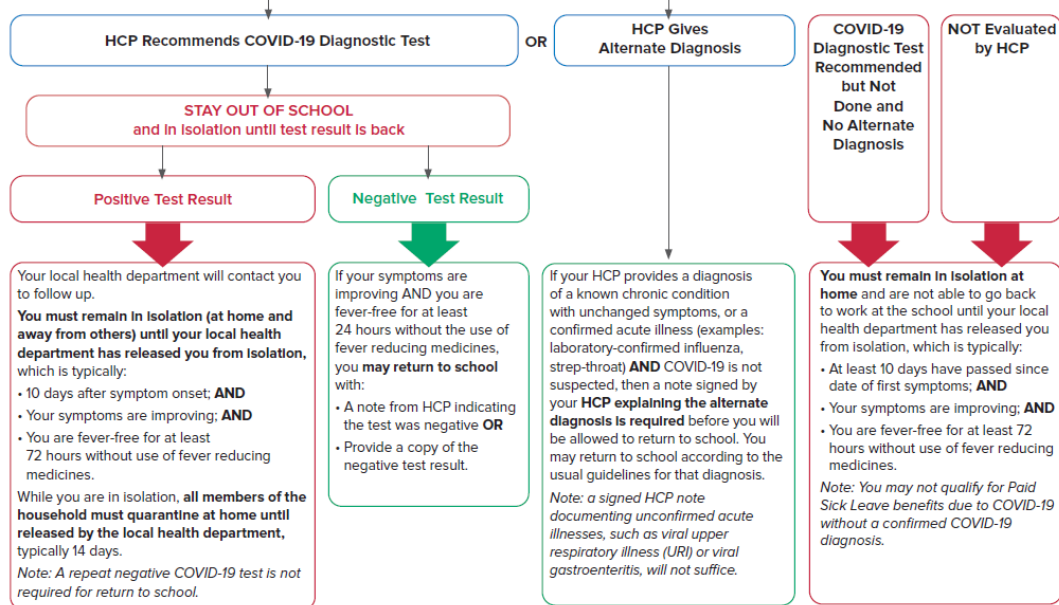 HCP Recommends COVID-19 Diagnostic Test
OR
HCP Gives
Alternate Diagnosis
COVID-19
Diagnostic Test
Recommended
but Not
Done and
No Alternate
Diagnosis
NOT Evaluated
by HCP
STAY OUT OF SCHOOL
and in isolation until test result is back
Positive Test Result
Negative Test Result
Your local health department will contact you
to follow up.
You must remain in isolation (at home and
away from others) until your local health
department has released you from isolation,
which is typically:
• 10 days after symptom onset; AND
• Your symptoms are improving; AND
• You are fever-free for at least
72 hours without use of fever reducing
medicines.
While you are in isolation, all members of the
household must quarantine at home until
released by the local health department,
typically 14 days.
Note: A repeat negative COVID-19 test is not
required for return to school.
If your symptoms are
improving AND you are
fever-free for at least
24 hours without the use of
fever reducing medicines,
you may return to school
with:
• A note from HCP indicating
the test was negative OR
• Provide a copy of the
negative test result.
If your HCP provides a diagnosis
of a known chronic condition
with unchanged symptoms, or a
confirmed acute illness (examples:
laboratory-confirmed influenza,
strep-throat) AND COVID-19 is not
suspected, then a note signed by
your HCP explaining the alternate
diagnosis is required before you will
be allowed to return to school. You
may return to school according to the
usual guidelines for that diagnosis.
Note: a signed HCP note
documenting unconfirmed acute
illnesses, such as viral upper
respiratory illness (URI) or viral
gastroenteritis, will not suffice.
You must remain in isolation at
home and are not able to go back
to work at the school until your local
health department has released you
from isolation, which is typically:
• At least 10 days have passed since
date of first symptoms; AND
• Your symptoms are improving; AND
• You are fever-free for at least 72
hours without use of fever reducing
medicines.
Note: You may not qualify for Paid
Sick Leave benefits due to COVID-19
without a confirmed COVID-19
diagnosis.